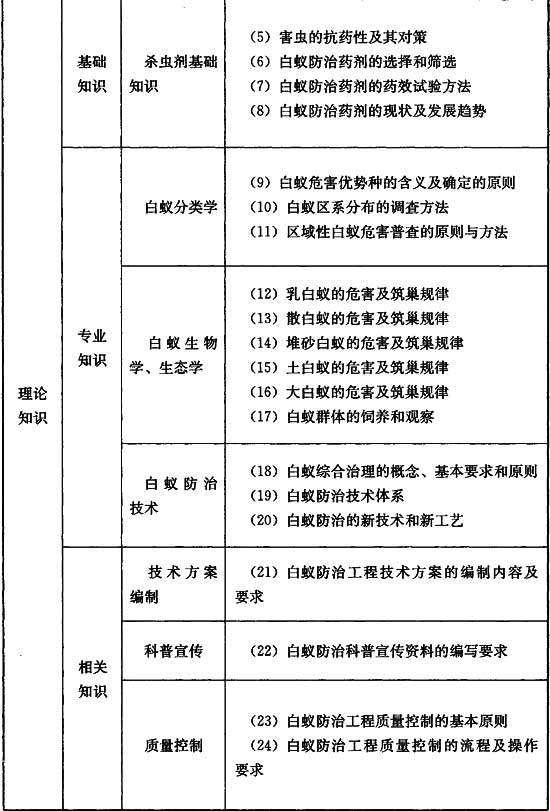 理论
知识
基础
知识
杀虫剂基础
知识
(5) 害虫的抗药性及其对策
(6) 白蚁防治药剂的选择和筛选
(7) 白蚁防治药剂的药效试验方法
(8) 白蚁防治药剂的现状及发展趋势
专业
知识
白蚁分类学
(9) 白蚁危害优势种的含义及确定的原则
(10) 白蚁区系分布的调查方法
(11) 区域性白蚁危害普查的原则与方法
白蚁生物
学、生态学
(12) 乳白蚁的危害及筑巢规律
(13) 散白蚁的危害及筑巢规律
(14) 堆砂白蚁的危害及筑巢规律
(15) 土白蚁的危害及筑巢规律
(16) 大白蚁的危害及筑巢规律
(17) 白蚁群体的饲养和观察
白蚁防治
技术
(18) 白蚁综合治理的概念、基本要求和原则
(19) 白蚁防治技术体系
(20) 白蚁防治的新技术和新工艺
相关
知识
技术方案
编制
(21) 白蚁防治工程技术方案的编制内容及
要求
科普宣传
(22) 白蚁防治科普宣传资料的编写要求
质量控制
(23) 白蚁防治工程质量控制的基本原则
(24) 白蚁防治工程质量控制的流程及操作
要求